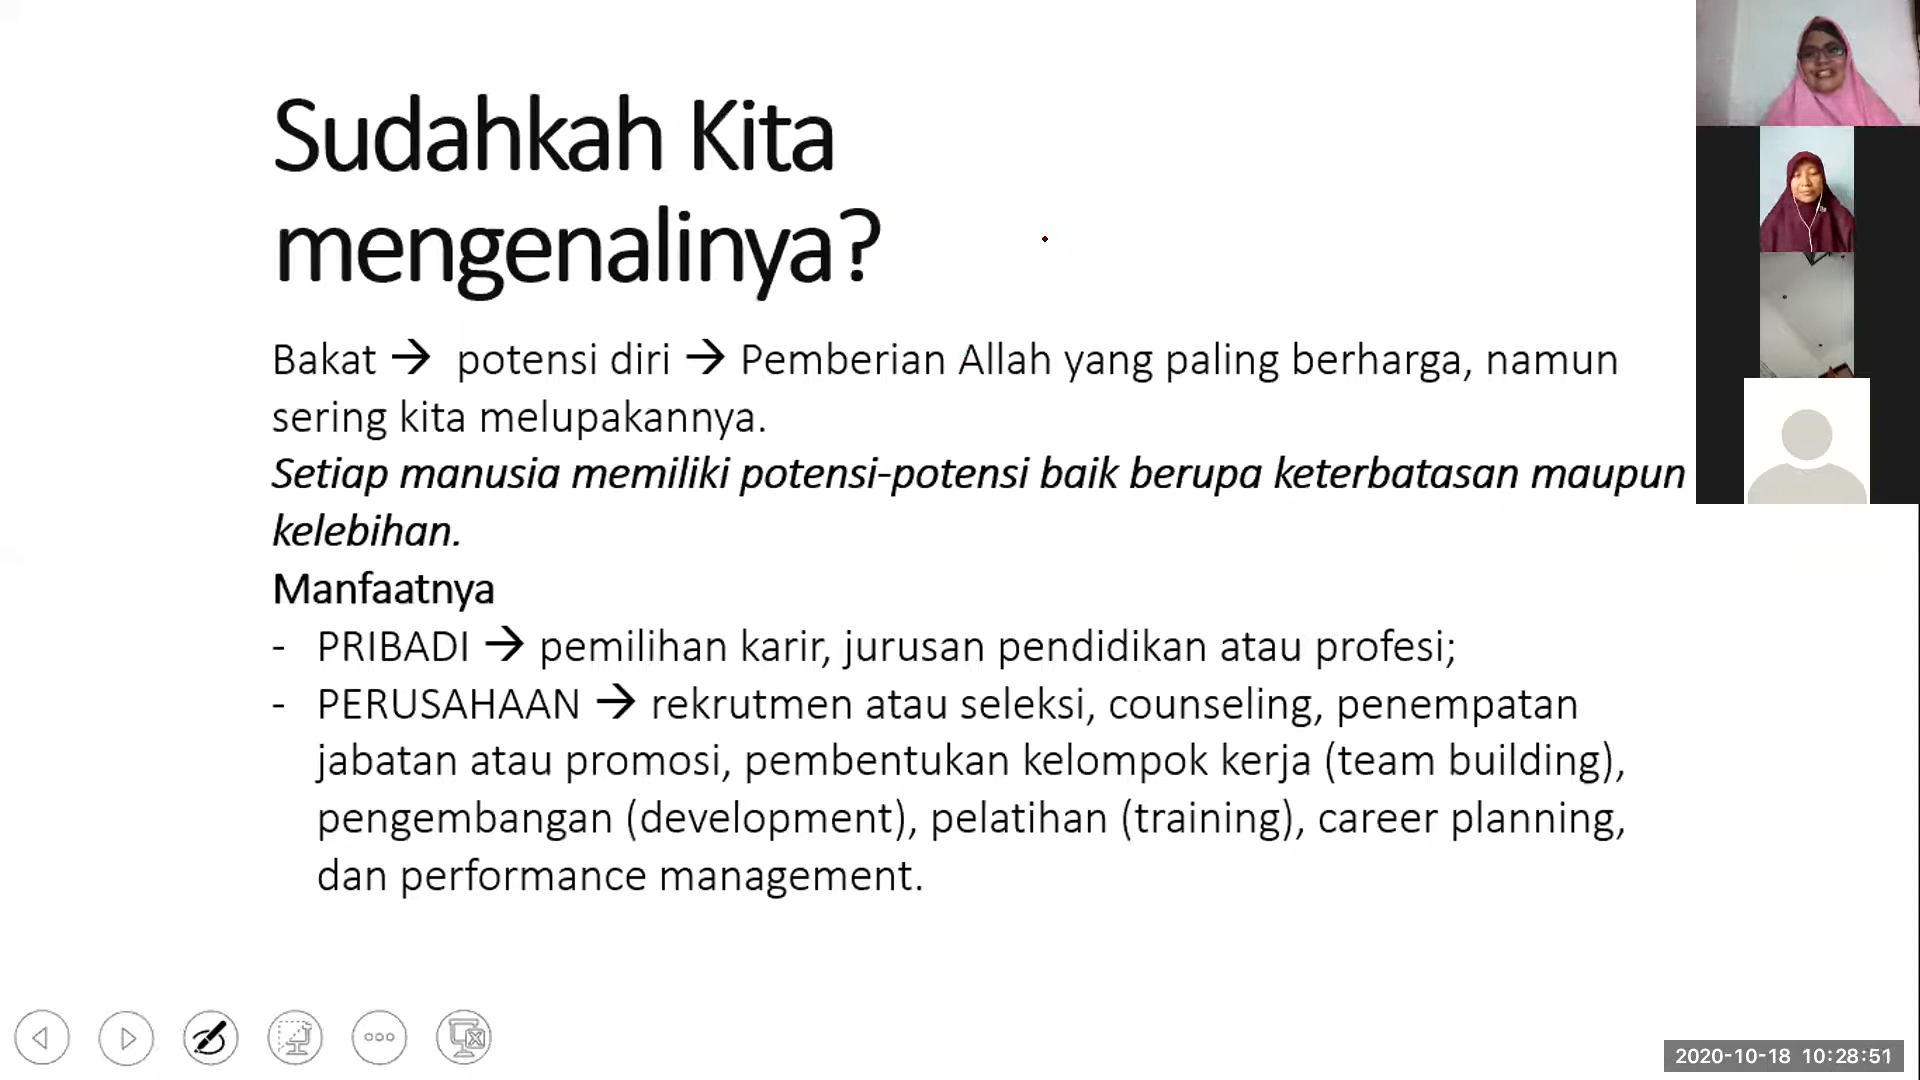 Sudahkah Kita
mengenalinya?
Bakat → potensi diri → Pemberian Allah yang paling berharga, namun
sering kita melupakannya.
Setiap manusia memiliki potensi-potensi baik berupa keterbatasan maupun
kelebihan.
Manfaatnya
- PRIBADI → pemilihan karir, jurusan pendidikan atau profesi;
- PERUSAHAAN → rekrutmen atau seleksi, counseling, penempatan
jabatan atau promosi, pembentukan kelompok kerja (team building),
pengembangan (development), pelatihan (training), career planning,
dan performance management.
2020-10-18 10:28:51